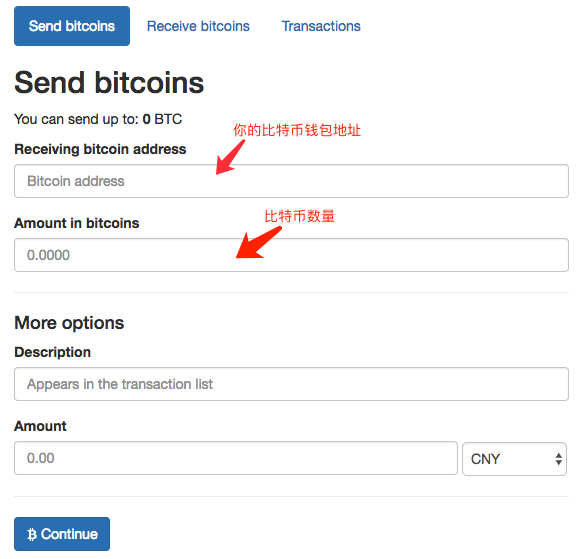 Send bitcoins Receive bitcoins Transactions
Send bitcoins
You can send up to: 0 BTC
你的比特币钱包地址
Receiving bitcoin address
Bitcoin address
比特币数量
Amount in bitcoins
0.0000
More options
Description
Appears in the transaction list
Amount
0.00 CNY
₿ Continue